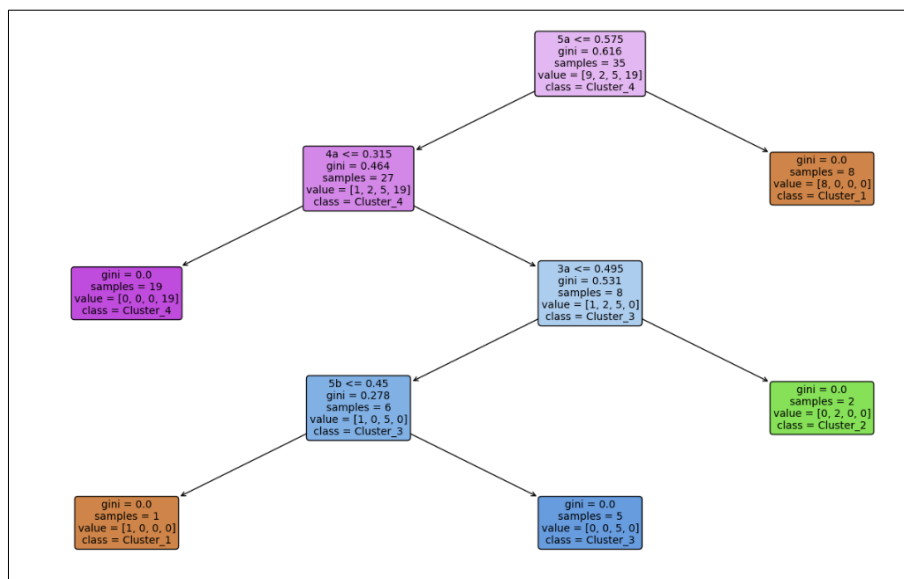 5a <= 0.575
gini = 0.616
samples = 35
value = [9, 2, 5, 19]
class = Cluster_4
4a <= 0.315
gini = 0.464
samples = 27
value = [1, 2, 5, 19]
class = Cluster_4
gini = 0.0
samples = 8
value = [8, 0, 0, 0]
class = Cluster_1
gini = 0.0
samples = 19
value = [0, 0, 0, 19]
class = Cluster_4
3a <= 0.495
gini = 0.531
samples = 8
value = [1, 2, 5, 0]
class = Cluster_3
5b <= 0.45
gini = 0.278
samples = 6
value = [1, 0, 5, 0]
class = Cluster_3
gini = 0.0
samples = 2
value = [0, 2, 0, 0]
class = Cluster_2
gini = 0.0
samples = 1
value = [1, 0, 0, 0]
class = Cluster_1
gini = 0.0
samples = 5
value = [0, 0, 5, 0]
class = Cluster_3